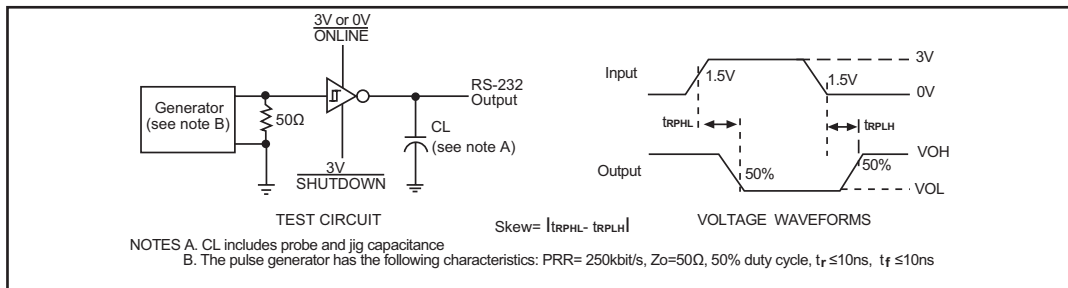 3V or 0V
ONLINE
Generator
(see note B)
50Ω
RS-232
Output
CL
(see note A)
3V
SHUTDOWN
TEST CIRCUIT
Input
1.5V
1.5V
3V
0V
tRPHL
tRPLH
Output
50%
50%
VOH
VOL
Skew= |tRPHL- tRPLH|
VOLTAGE WAVEFORMS
NOTES A. CL includes probe and jig capacitance
B. The pulse generator has the following characteristics: PRR= 250kbit/s, Zo=50Ω, 50% duty cycle, tr ≤10ns, tf ≤10ns